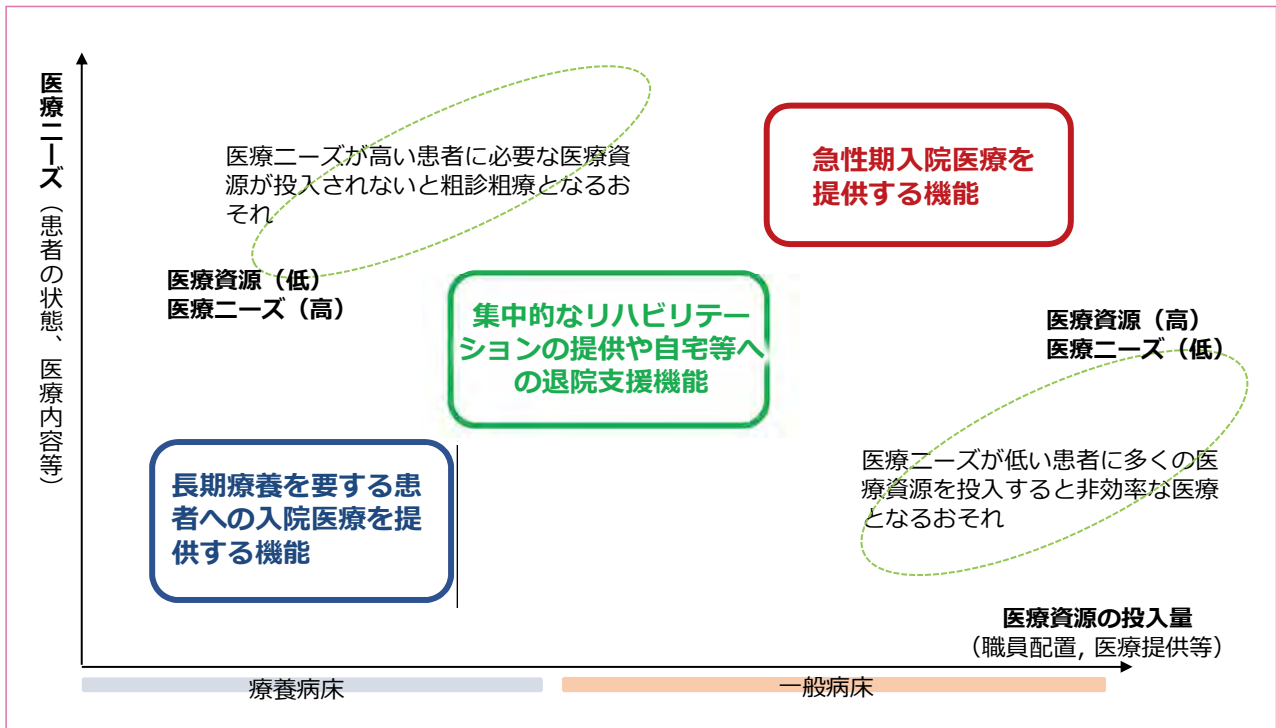 医療ニーズ（患者の状態、医療内容等）
医療ニーズが高い患者に必要な医療資
源が投入されないと粗診粗療となるお
それ
急性期入院医療を
提供する機能
医療資源（低）
医療ニーズ（高）
集中的なリハビリテー
ションの提供や自宅等へ
の退院支援機能
医療資源（高）
医療ニーズ（低）
長期療養を要する患
者への入院医療を提
供する機能
医療ニーズが低い患者に多くの医
療資源を投入すると非効率な医療
となるおそれ
医療資源の投入量
（職員配置, 医療提供等）
療養病床
一般病床